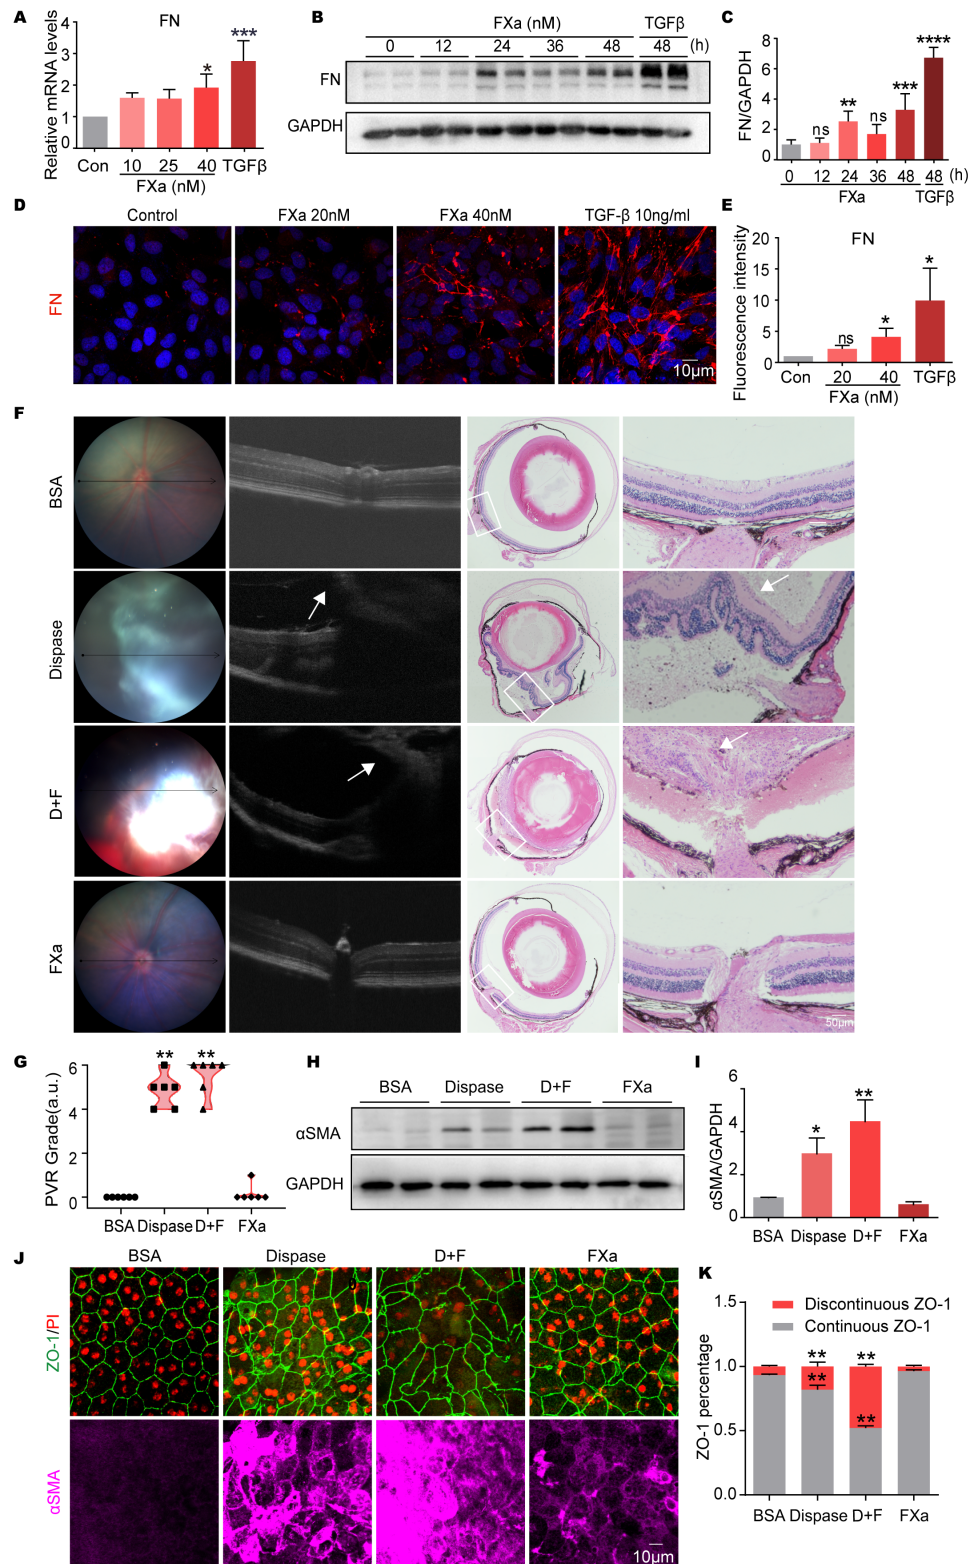 A
FN
Relative mRNA levels
4
3
2
1
0
***
*
Con
10
25
40
TGFβ
FXa (nM)
B
FXa (nM)
TGFβ
0
12
24
36
48
48
(h)
FN
GAPDH
C
FN/GAPDH
8
6
4
2
0
ns
**
ns
***
****
0
12
24
36
48
48
(h)
FXa
TGFβ
D
Control
FXa 20nM
FXa 40nM
TGF-β 10ng/ml
FN
10μm
E
FN
Fluorescence intensity
20
15
10
5
0
ns
*
*
Con
20
40
TGFβ
FXa (nM)
F
BSA
Dispase
D+F
FXa
50μm
G
PVR Grade(a.u.)
6
4
2
0
**
**
BSA
Dispase
D+F
FXa
H
BSA
Dispase
D+F
FXa
αSMA
GAPDH
I
αSMA/GAPDH
6
4
2
0
*
**
BSA
Dispase
D+F
FXa
J
BSA
Dispase
D+F
FXa
ZO-1/PI
αSMA
10μm
K
ZO-1 percentage
1.5
1.0
0.5
0.0
Discontinuous ZO-1
Continuous ZO-1
**
**
**
**
BSA
Dispase
D+F
FXa